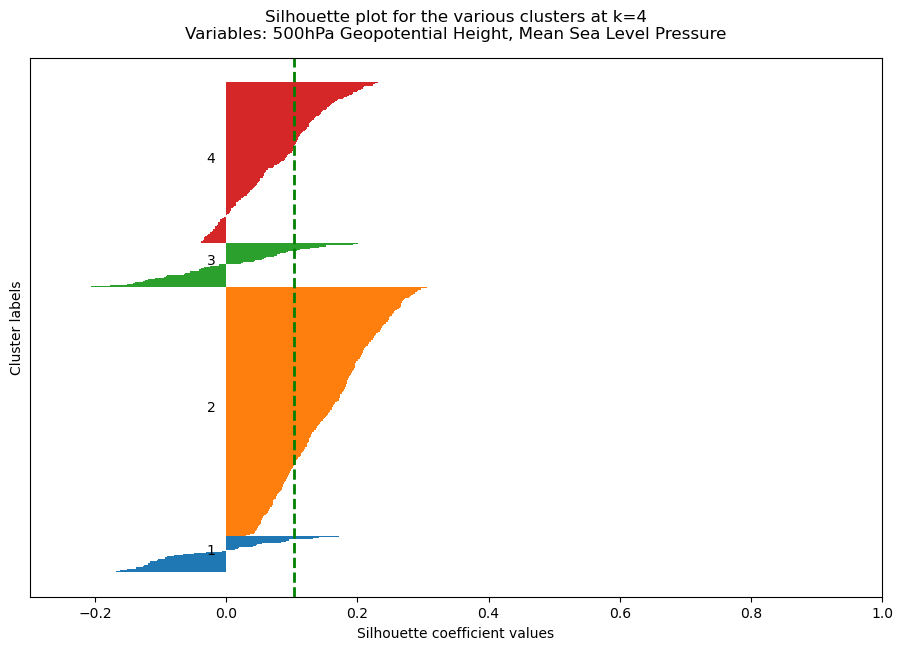 Silhouette plot for the various clusters at k=4
Variables: 500hPa Geopotential Height, Mean Sea Level Pressure
4
3
2
1
Cluster labels
−0.2 0.0 0.2 0.4 0.6 0.8 1.0
Silhouette coefficient values